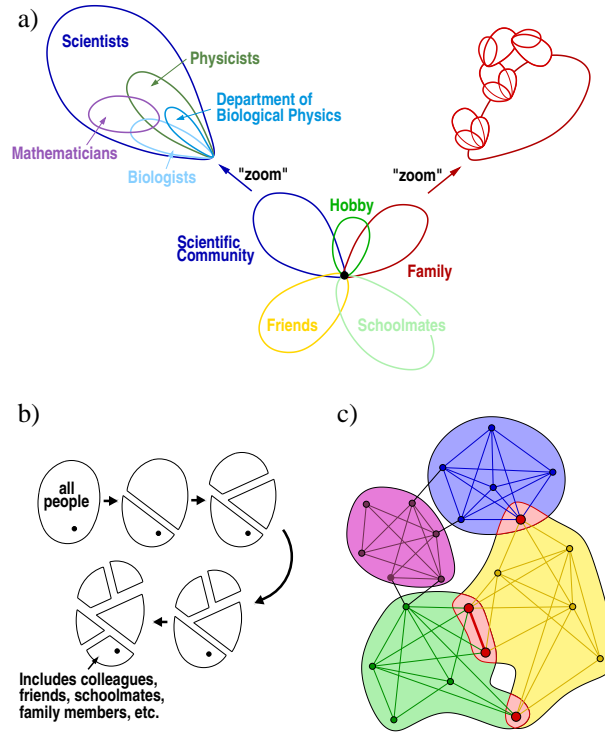 a)
Scientists
Physicists
Department of
Biological Physics
Mathematicians
Biologists
"zoom"
"zoom"
Hobby
Scientific
Community
Family
Friends
Schoolmates
b)
c)
all
people
Includes colleagues,
friends, schoolmates,
family members, etc.